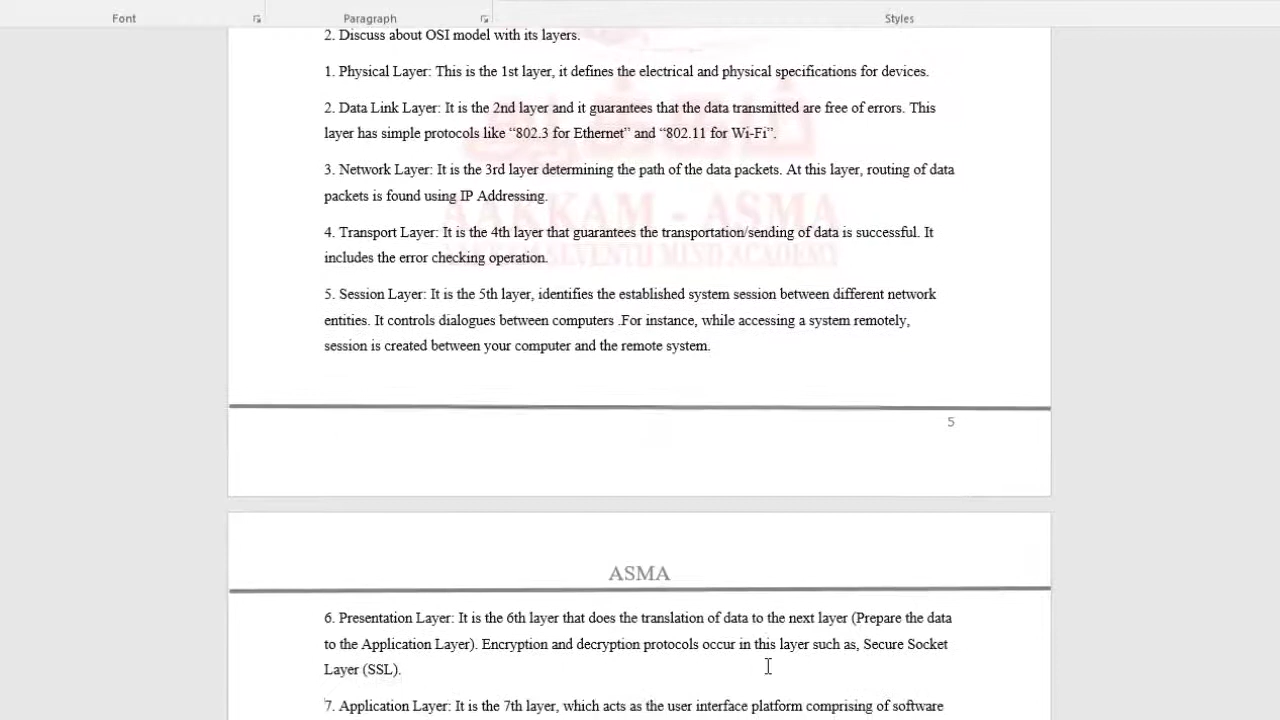 Font Paragraph Styles
2. Discuss about OSI model with its layers.
1. Physical Layer: This is the 1st layer, it defines the electrical and physical specifications for devices.
2. Data Link Layer: It is the 2nd layer and it guarantees that the data transmitted are free of errors. This
layer has simple protocols like “802.3 for Ethernet” and “802.11 for Wi-Fi”.
3. Network Layer: It is the 3rd layer determining the path of the data packets. At this layer, routing of data
packets is found using IP Addressing.
AAKKAM - ASMA
4. Transport Layer: It is the 4th layer that guarantees the transportation/sending of data is successful. It
includes the error checking operation.
SEVENTH MIND ACADEMY
5. Session Layer: It is the 5th layer, identifies the established system session between different network
entities. It controls dialogues between computers .For instance, while accessing a system remotely,
session is created between your computer and the remote system.
5
ASMA
6. Presentation Layer: It is the 6th layer that does the translation of data to the next layer (Prepare the data
to the Application Layer). Encryption and decryption protocols occur in this layer such as, Secure Socket
Layer (SSL).
7. Application Layer: It is the 7th layer, which acts as the user interface platform comprising of software